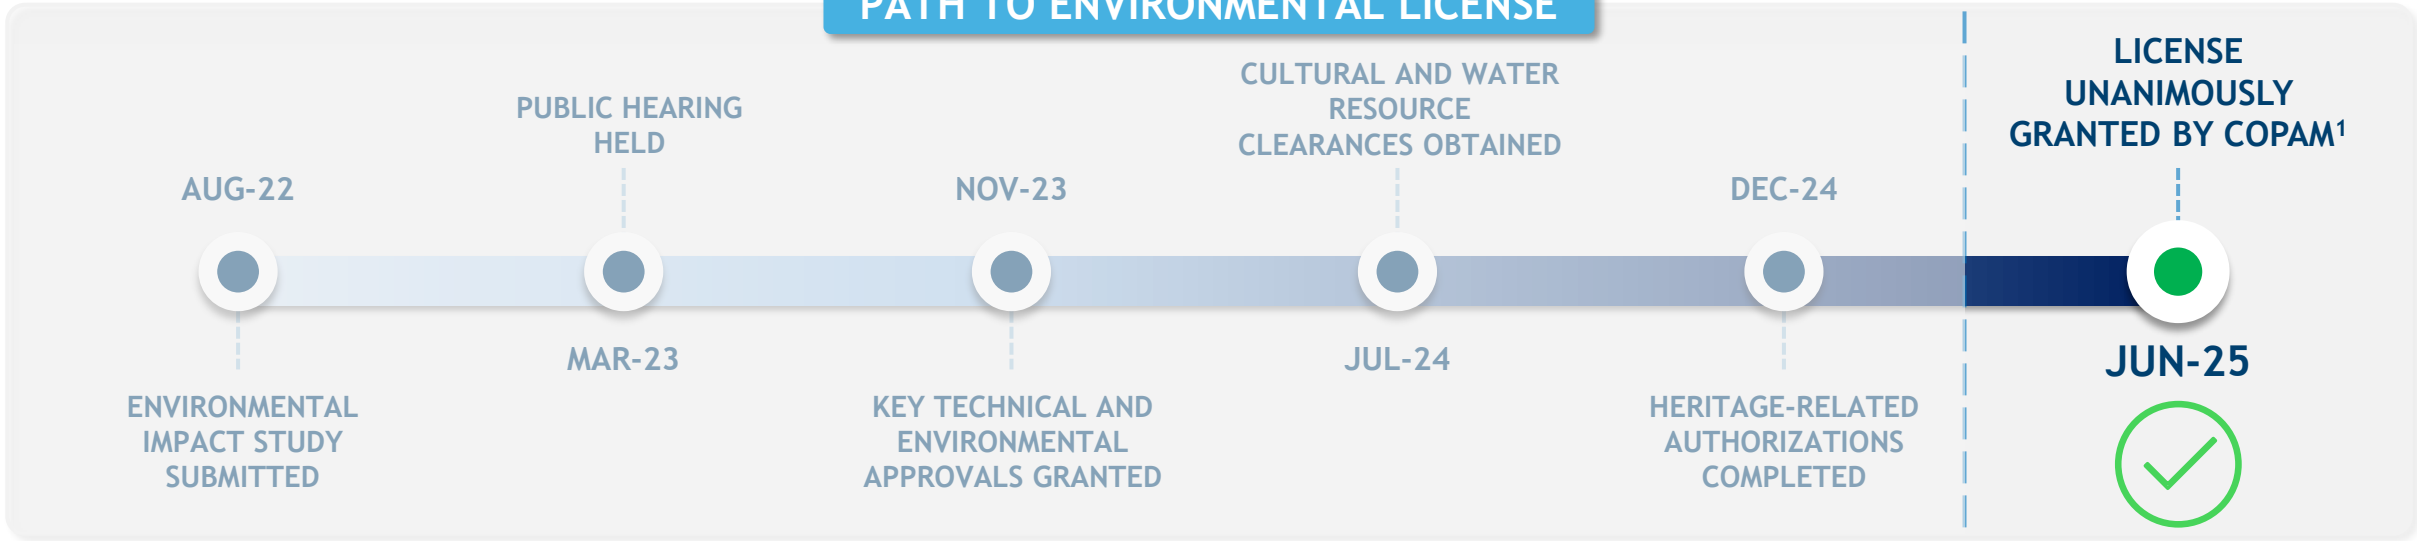 PATH TO ENVIRONMENTAL LICENSE
AUG-22
ENVIRONMENTAL
IMPACT STUDY
SUBMITTED
PUBLIC HEARING
HELD
MAR-23
NOV-23
KEY TECHNICAL AND
ENVIRONMENTAL
APPROVALS GRANTED
CULTURAL AND WATER
RESOURCE
CLEARANCES OBTAINED
JUL-24
DEC-24
HERITAGE-RELATED
AUTHORIZATIONS
COMPLETED
LICENSE
UNANIMOUSLY
GRANTED BY COPAM¹
JUN-25